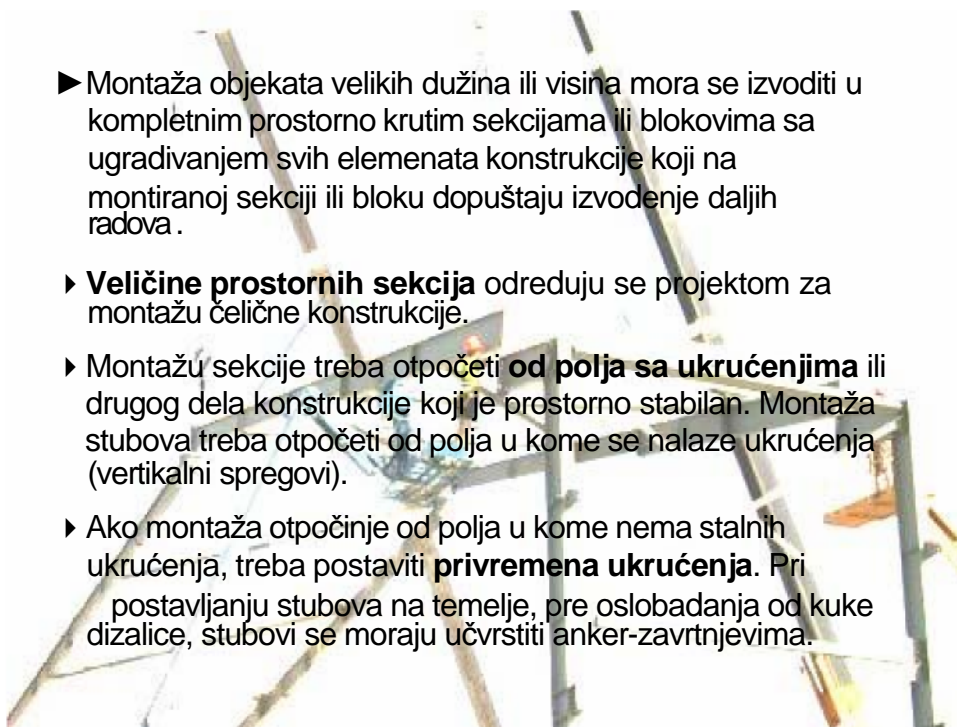 ►Montaža objekata velikih dužina ili visina mora se izvoditi u
kompletnim prostorno krutim sekcijama ili blokovima sa
ugradivanjem svih elemenata konstrukcije koji na
montiranoj sekciji ili bloku dopuštaju izvodenje daljih
radova.
Veličine prostornih sekcija odreduju se projektom za
montažu čelične konstrukcije.
Montažu sekcije treba otpočeti od polja sa ukrućenjima ili
drugog dela konstrukcije koji je prostorno stabilan. Montaža
stubova treba otpočeti od polja u kome se nalaze ukrućenja
(vertikalni spregovi).
Ako montaža otpočinje od polja u kome nema stalnih
ukrućenja, treba postaviti privremena ukrućenja. Pri
postavljanju stubova na temelje, pre oslobadanja od kuke
dizalice, stubovi se moraju učvrstiti anker-zavrtnjevima.